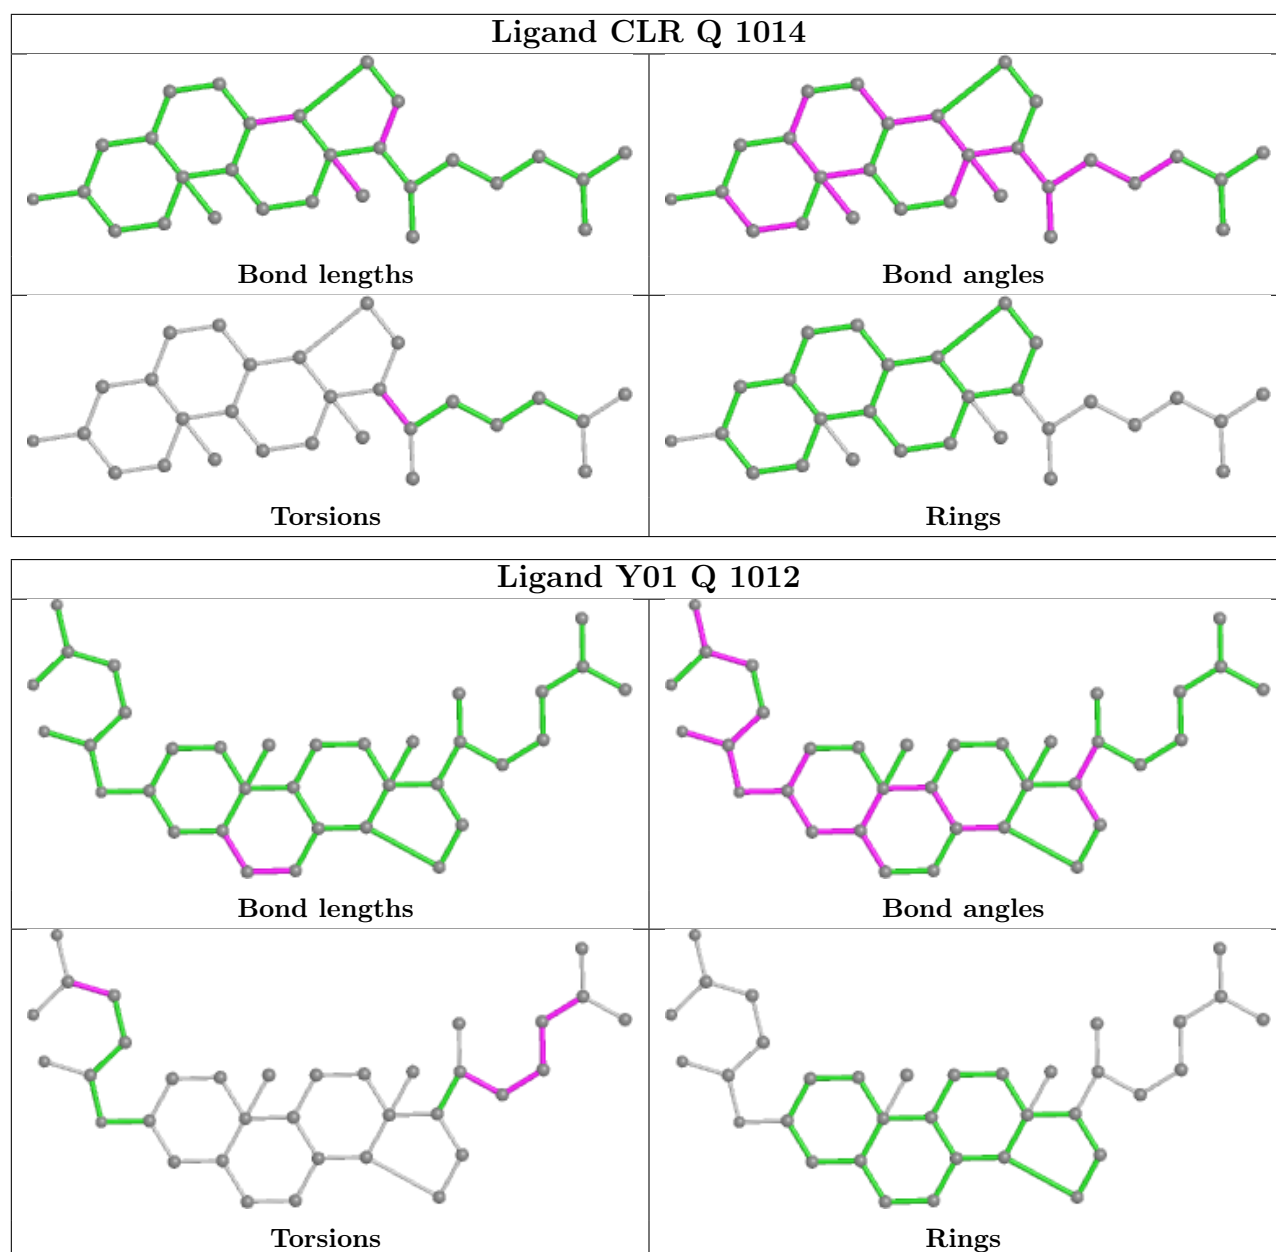 Ligand CLR Q 1014
Bond lengths
Bond angles
Torsions
Rings
Ligand Y01 Q 1012
Bond lengths
Bond angles
Torsions
Rings